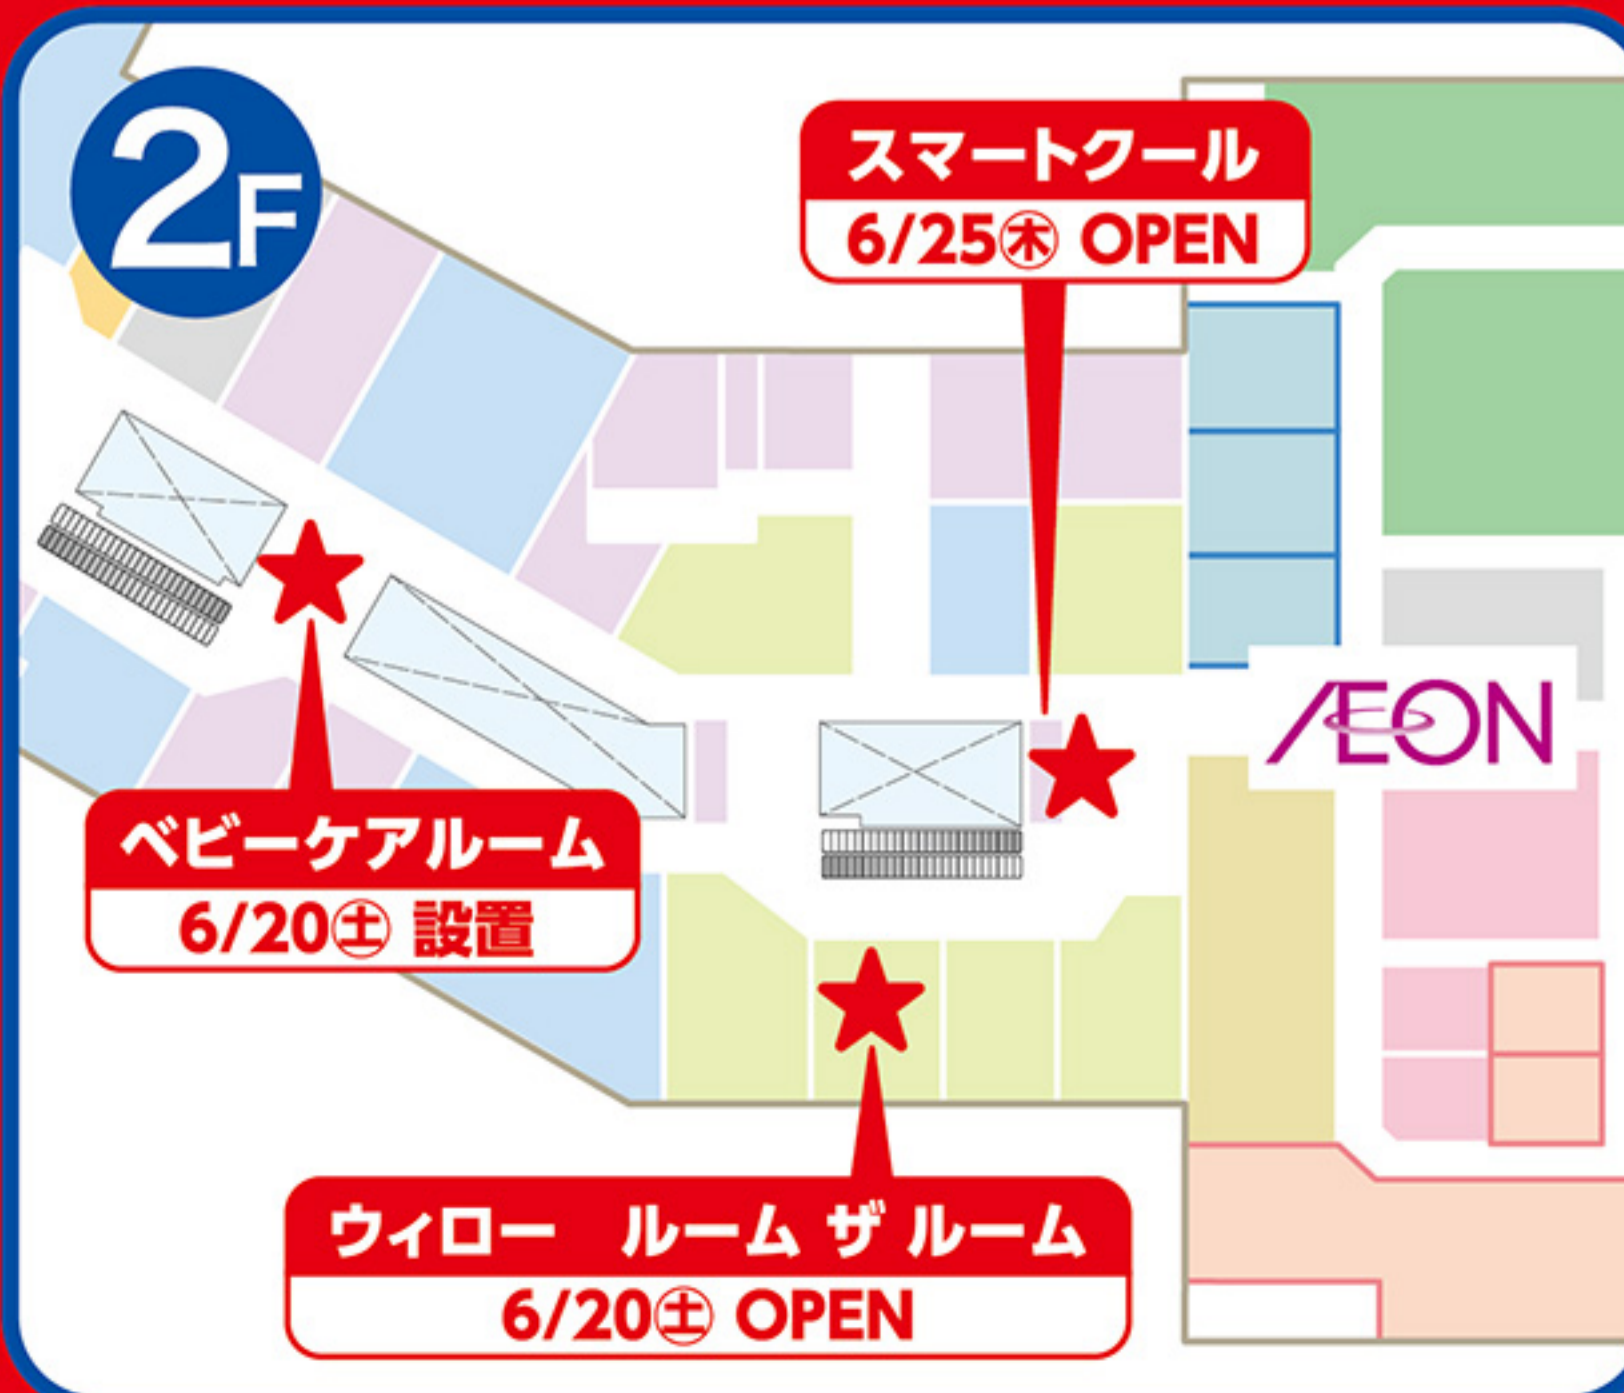 2F
スマートクール
6/25㊍ OPEN
ÆON
ベビーケアルーム
6/20㊏ 設置
ウィロー　ルーム ザ ルーム
6/20㊏ OPEN